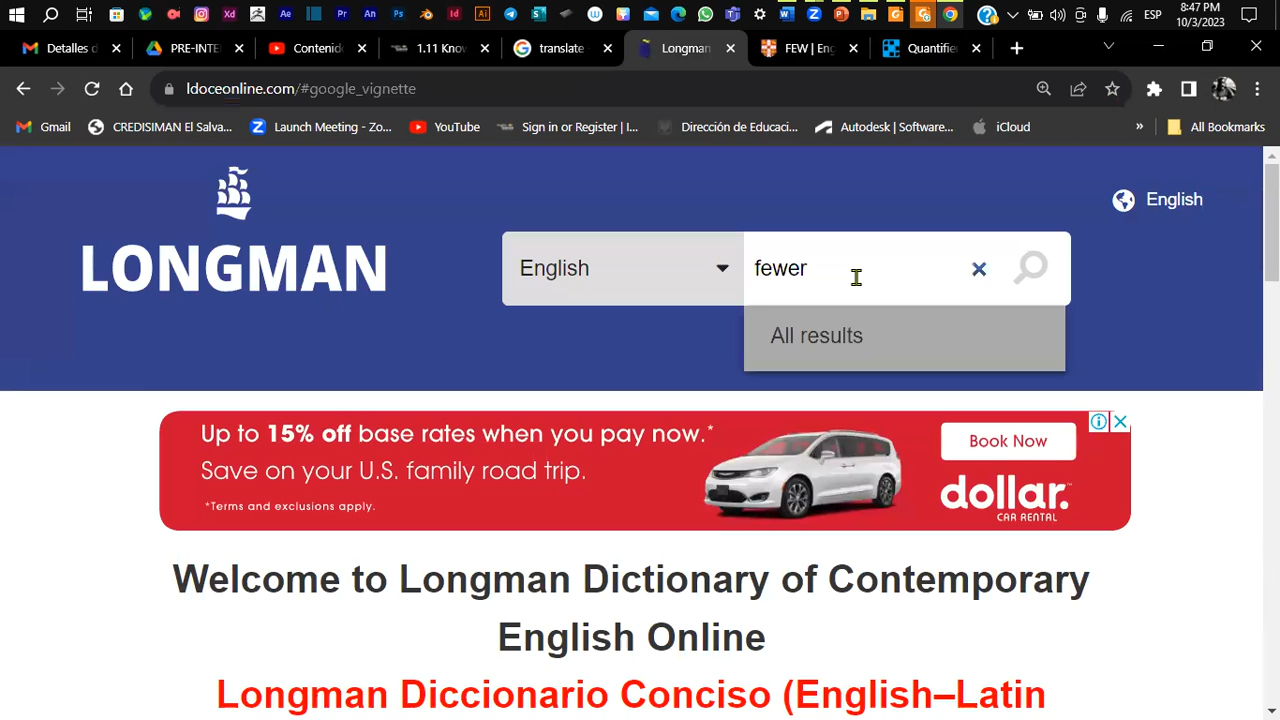 8:47 PM
ESP
10/3/2023
Detalles d
PRE-INTE
Contenid
1.11 Know
translate
Longman
FEW | Eng
Quantifie
ldoceonline.com/#google_vignette
Gmail
CREDISIMAN El Salva...
Launch Meeting - Zo...
YouTube
Sign in or Register | I...
Dirección de Educaci...
Autodesk | Software...
iCloud
»
All Bookmarks
LONGMAN
English
fewer
English
All results
Up to 15% off base rates when you pay now.*
Save on your U.S. family road trip.
*Terms and exclusions apply.
Book Now
dollar.
CAR RENTAL
Welcome to Longman Dictionary of Contemporary
English Online
Longman Diccionario Conciso (English–Latin